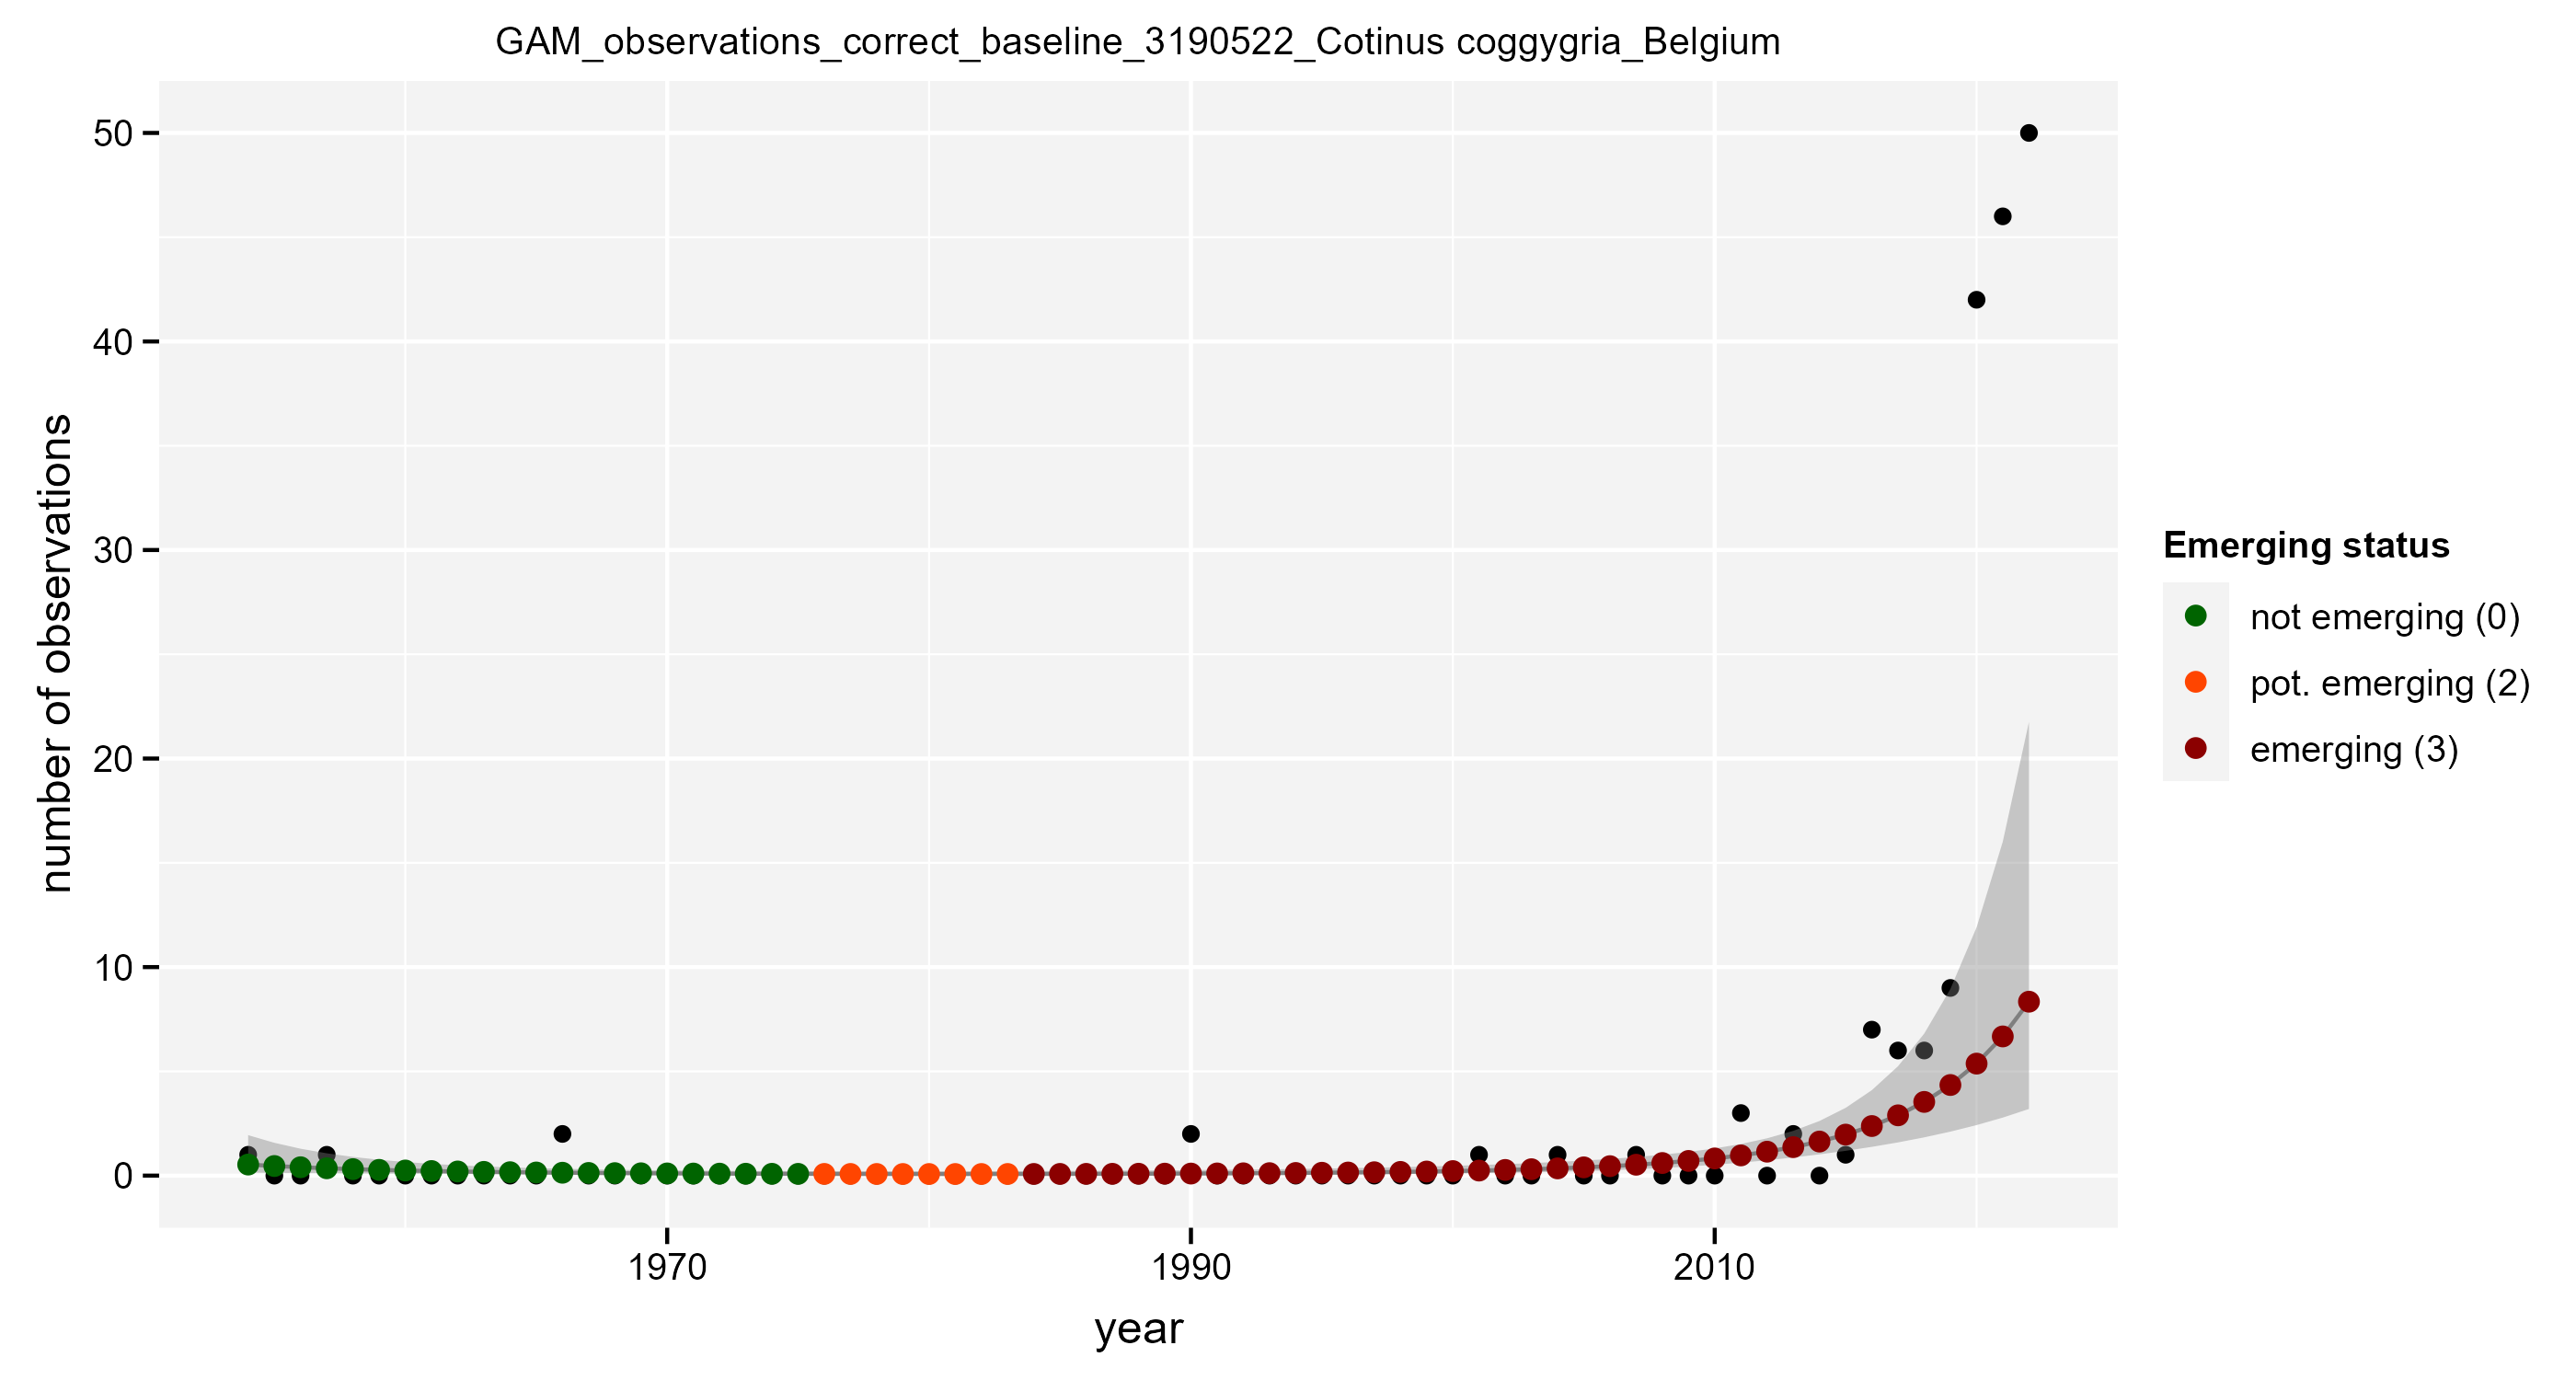 GAM_observations_correct_baseline_3190522_Cotinus coggygria_Belgium
50
40
30
20
10
0
number of observations
1970
1990
2010
year
Emerging status
not emerging (0)
pot. emerging (2)
emerging (3)